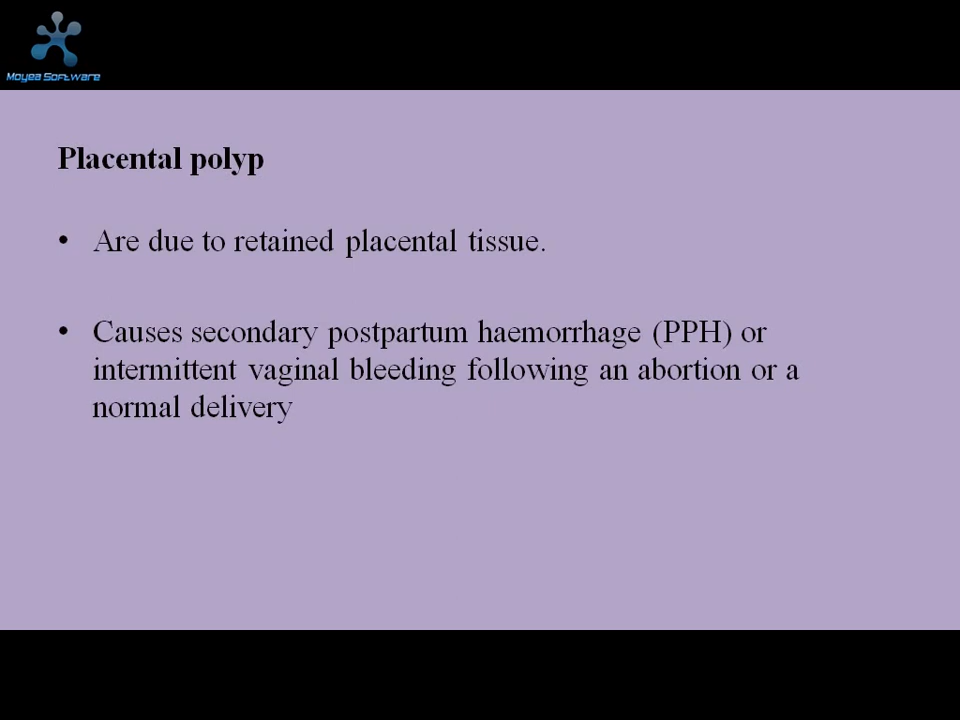 Moyea Software
Placental polyp
• Are due to retained placental tissue.
• Causes secondary postpartum haemorrhage (PPH) or
intermittent vaginal bleeding following an abortion or a
normal delivery